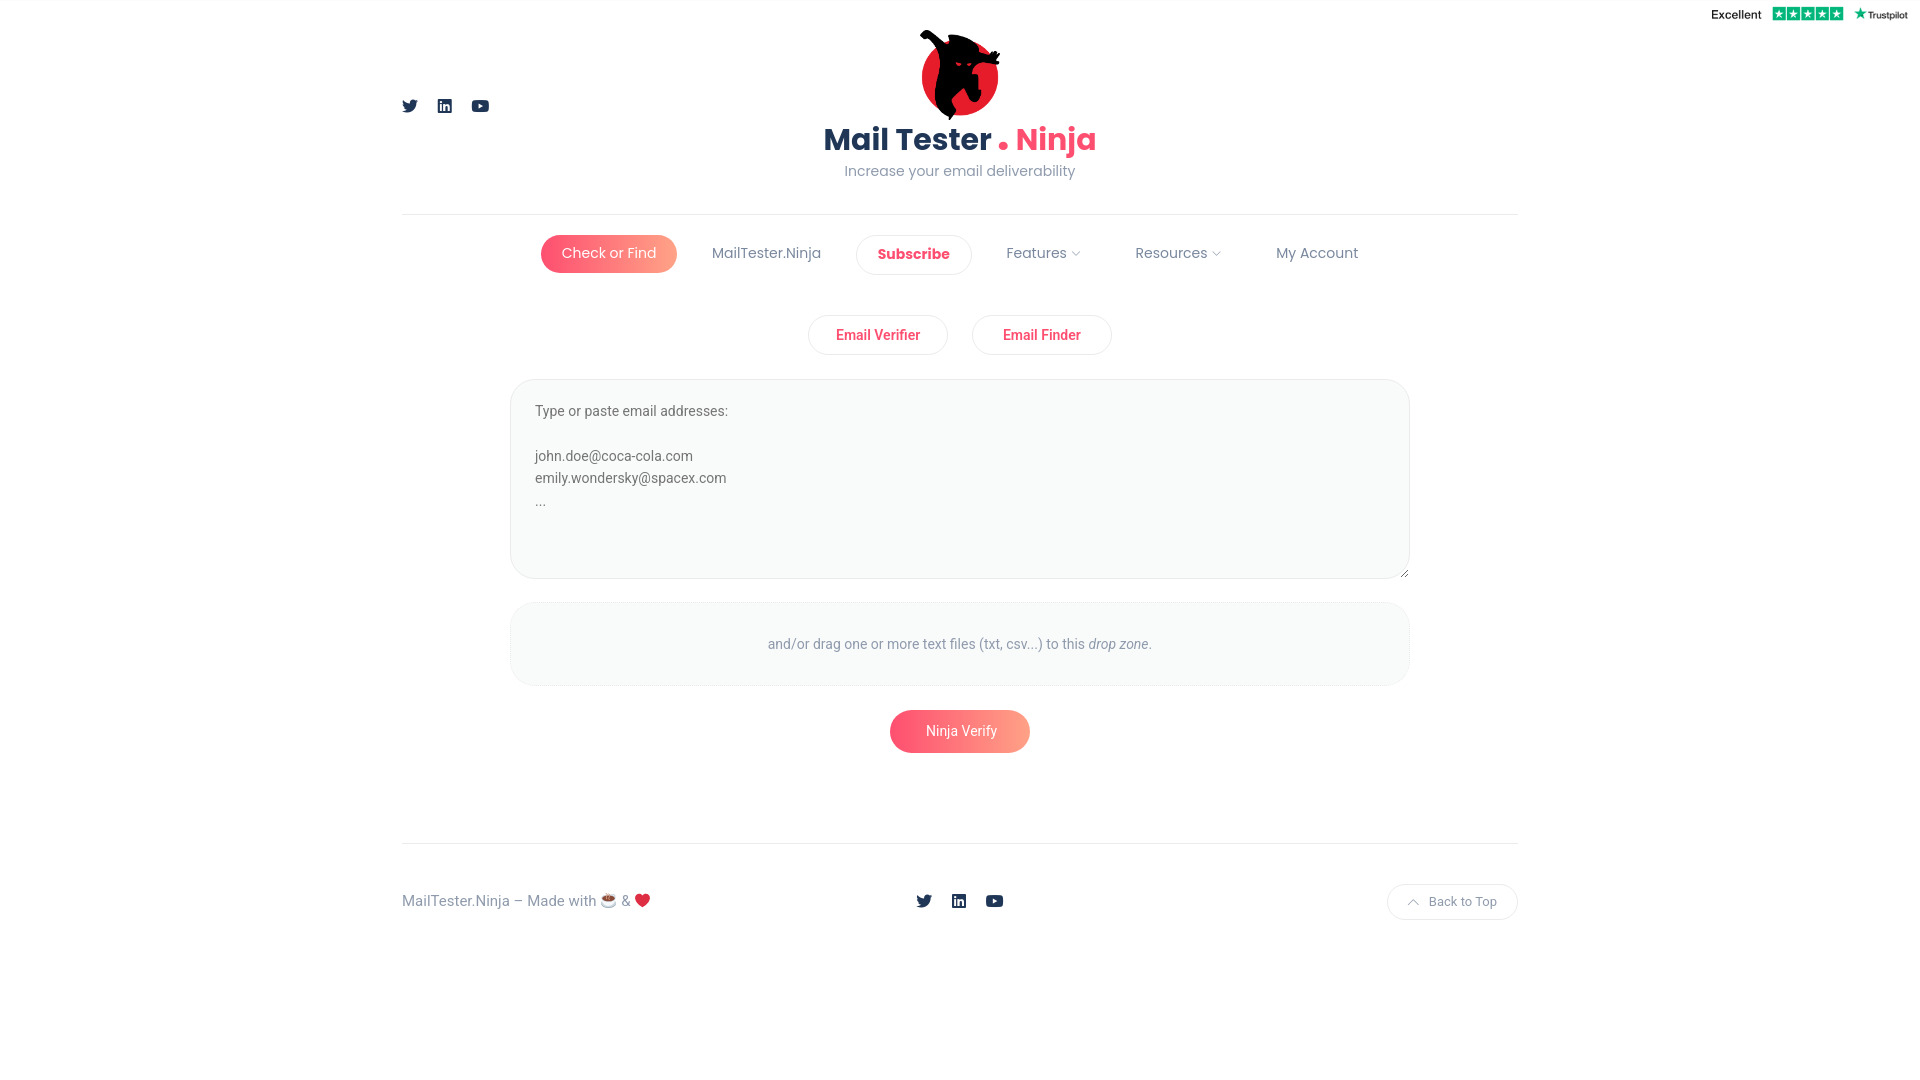 Excellent Trustpilot
Mail Tester . Ninja
Increase your email deliverability
Check or Find MailTester.Ninja Subscribe Features Resources My Account
Email Verifier Email Finder
Type or paste email addresses:
john.doe@coca-cola.com
emily.wondersky@spacex.com
...
and/or drag one or more text files (txt, csv...) to this drop zone.
Ninja Verify
MailTester.Ninja – Made with ☕ & ❤️ Back to Top